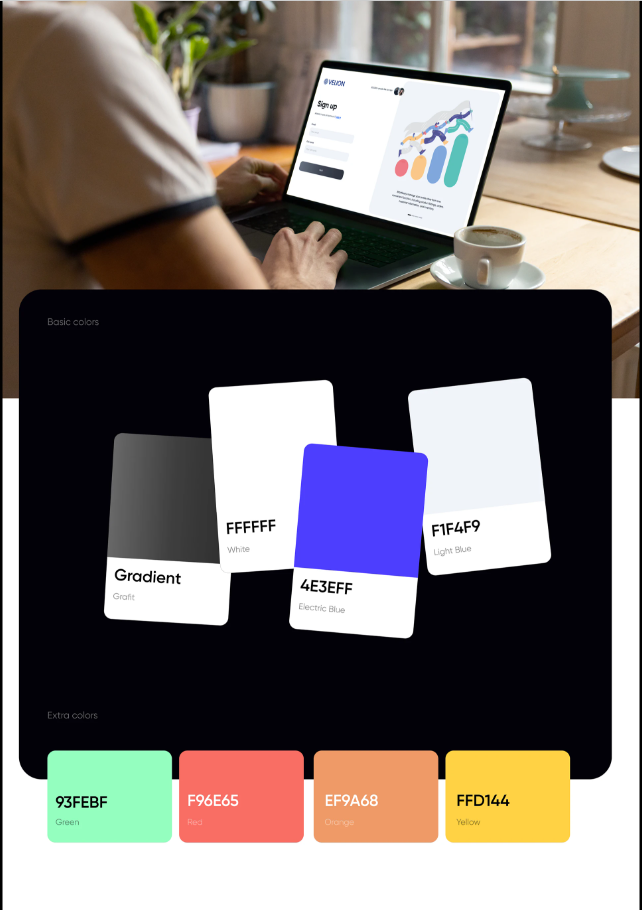 VELION
Sign up
Basic colors
FFFFFF
White
F1F4F9
Light Blue
Gradient
Grafit
4E3EFF
Electric Blue
Extra colors
93FEBF
Green
F96E65
Red
EF9A68
Orange
FFD144
Yellow